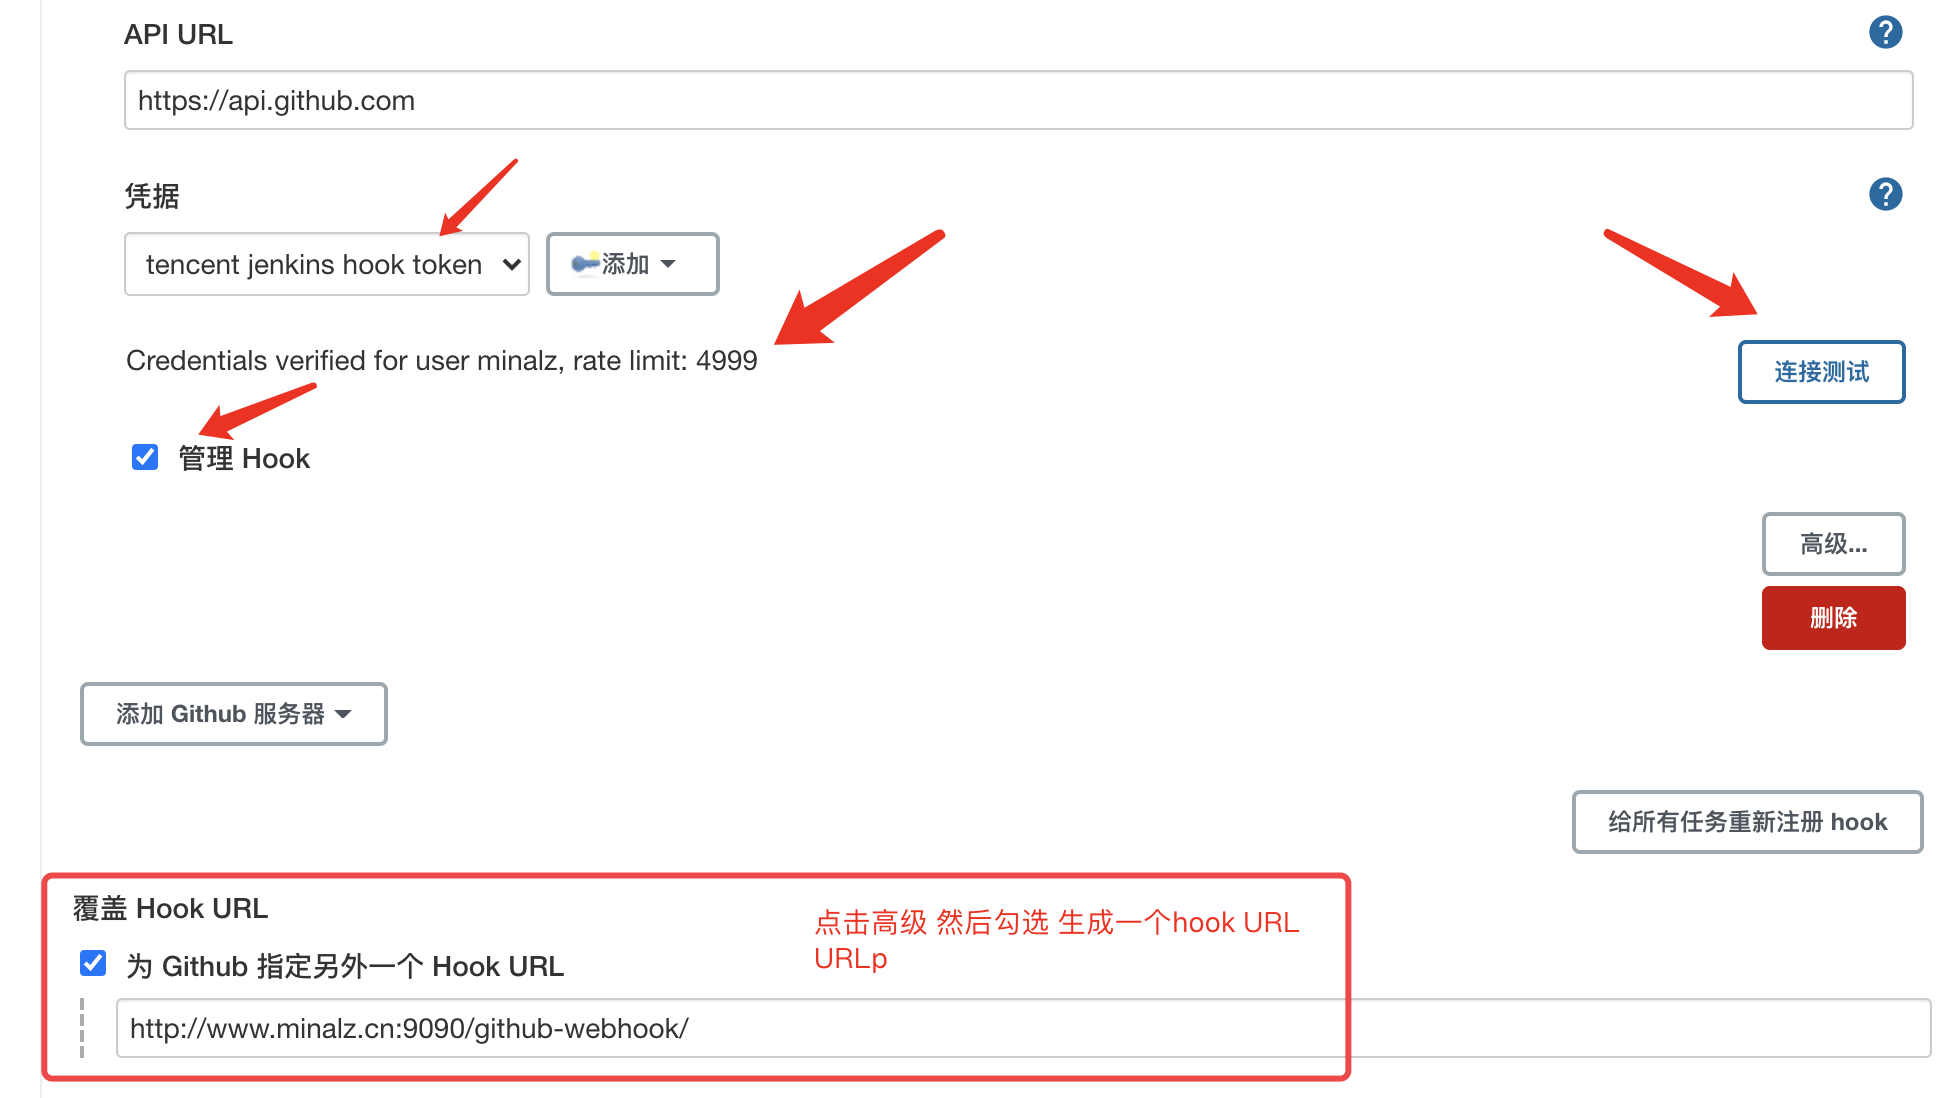 API URL
?
https://api.github.com
凭据
?
tencent jenkins hook token
添加
Credentials verified for user minalz, rate limit: 4999
连接测试
管理 Hook
高级...
删除
添加 Github 服务器
给所有任务重新注册 hook
覆盖 Hook URL
点击高级 然后勾选 生成一个hook URL
URLp
为 Github 指定另外一个 Hook URL
http://www.minalz.cn:9090/github-webhook/